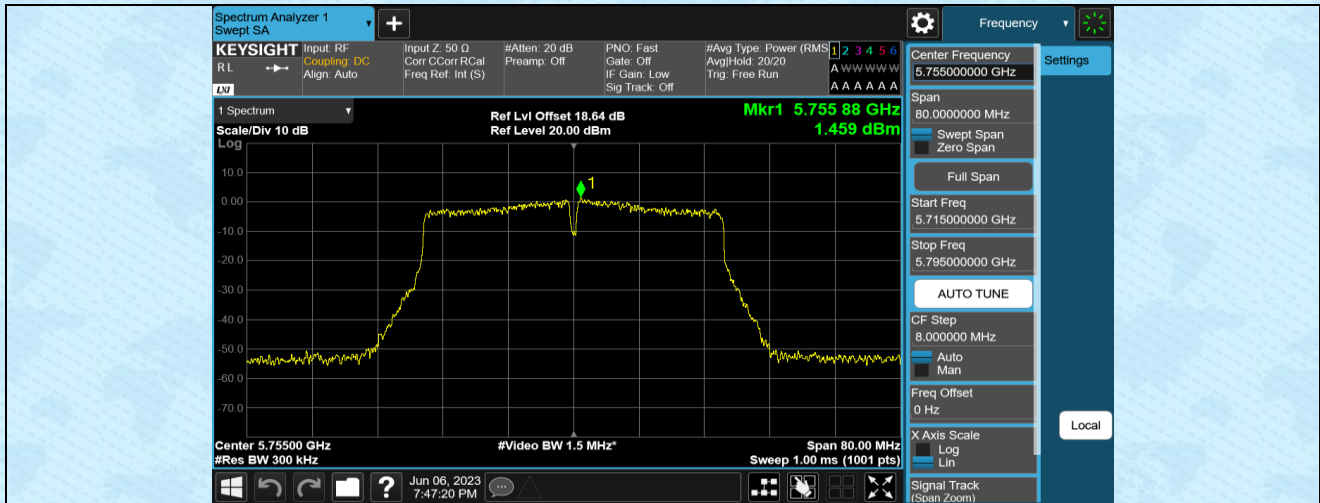 Spectrum Analyzer 1
Swept SA
+
Frequency
KEYSIGHT
RL
LXI
Input: RF
Coupling: DC
Align: Auto
Input Z: 50 Ω
Corr CCorr RCal
Freq Ref: Int (S)
#Atten: 20 dB
Preamp: Off
PNO: Fast
Gate: Off
IF Gain: Low
Sig Track: Off
#Avg Type: Power (RMS
Avg|Hold: 20/20
Trig: Free Run
1 2 3 4 5 6
A W W W W W
A A A A A A
1 Spectrum
Scale/Div 10 dB
Ref Lvl Offset 18.64 dB
Ref Level 20.00 dBm
Mkr1 5.755 88 GHz
1.459 dBm
Log
10.0
0.00
-10.0
-20.0
-30.0
-40.0
-50.0
-60.0
-70.0
1
Center 5.75500 GHz
#Res BW 300 kHz
#Video BW 1.5 MHz*
Span 80.00 MHz
Sweep 1.00 ms (1001 pts)
?
Jun 06, 2023
7:47:20 PM
Center Frequency
5.755000000 GHz
Settings
Span
80.0000000 MHz
Swept Span
Zero Span
Full Span
Start Freq
5.715000000 GHz
Stop Freq
5.795000000 GHz
AUTO TUNE
CF Step
8.000000 MHz
Auto
Man
Freq Offset
0 Hz
X Axis Scale
Log
Lin
Signal Track
(Span Zoom)
Local